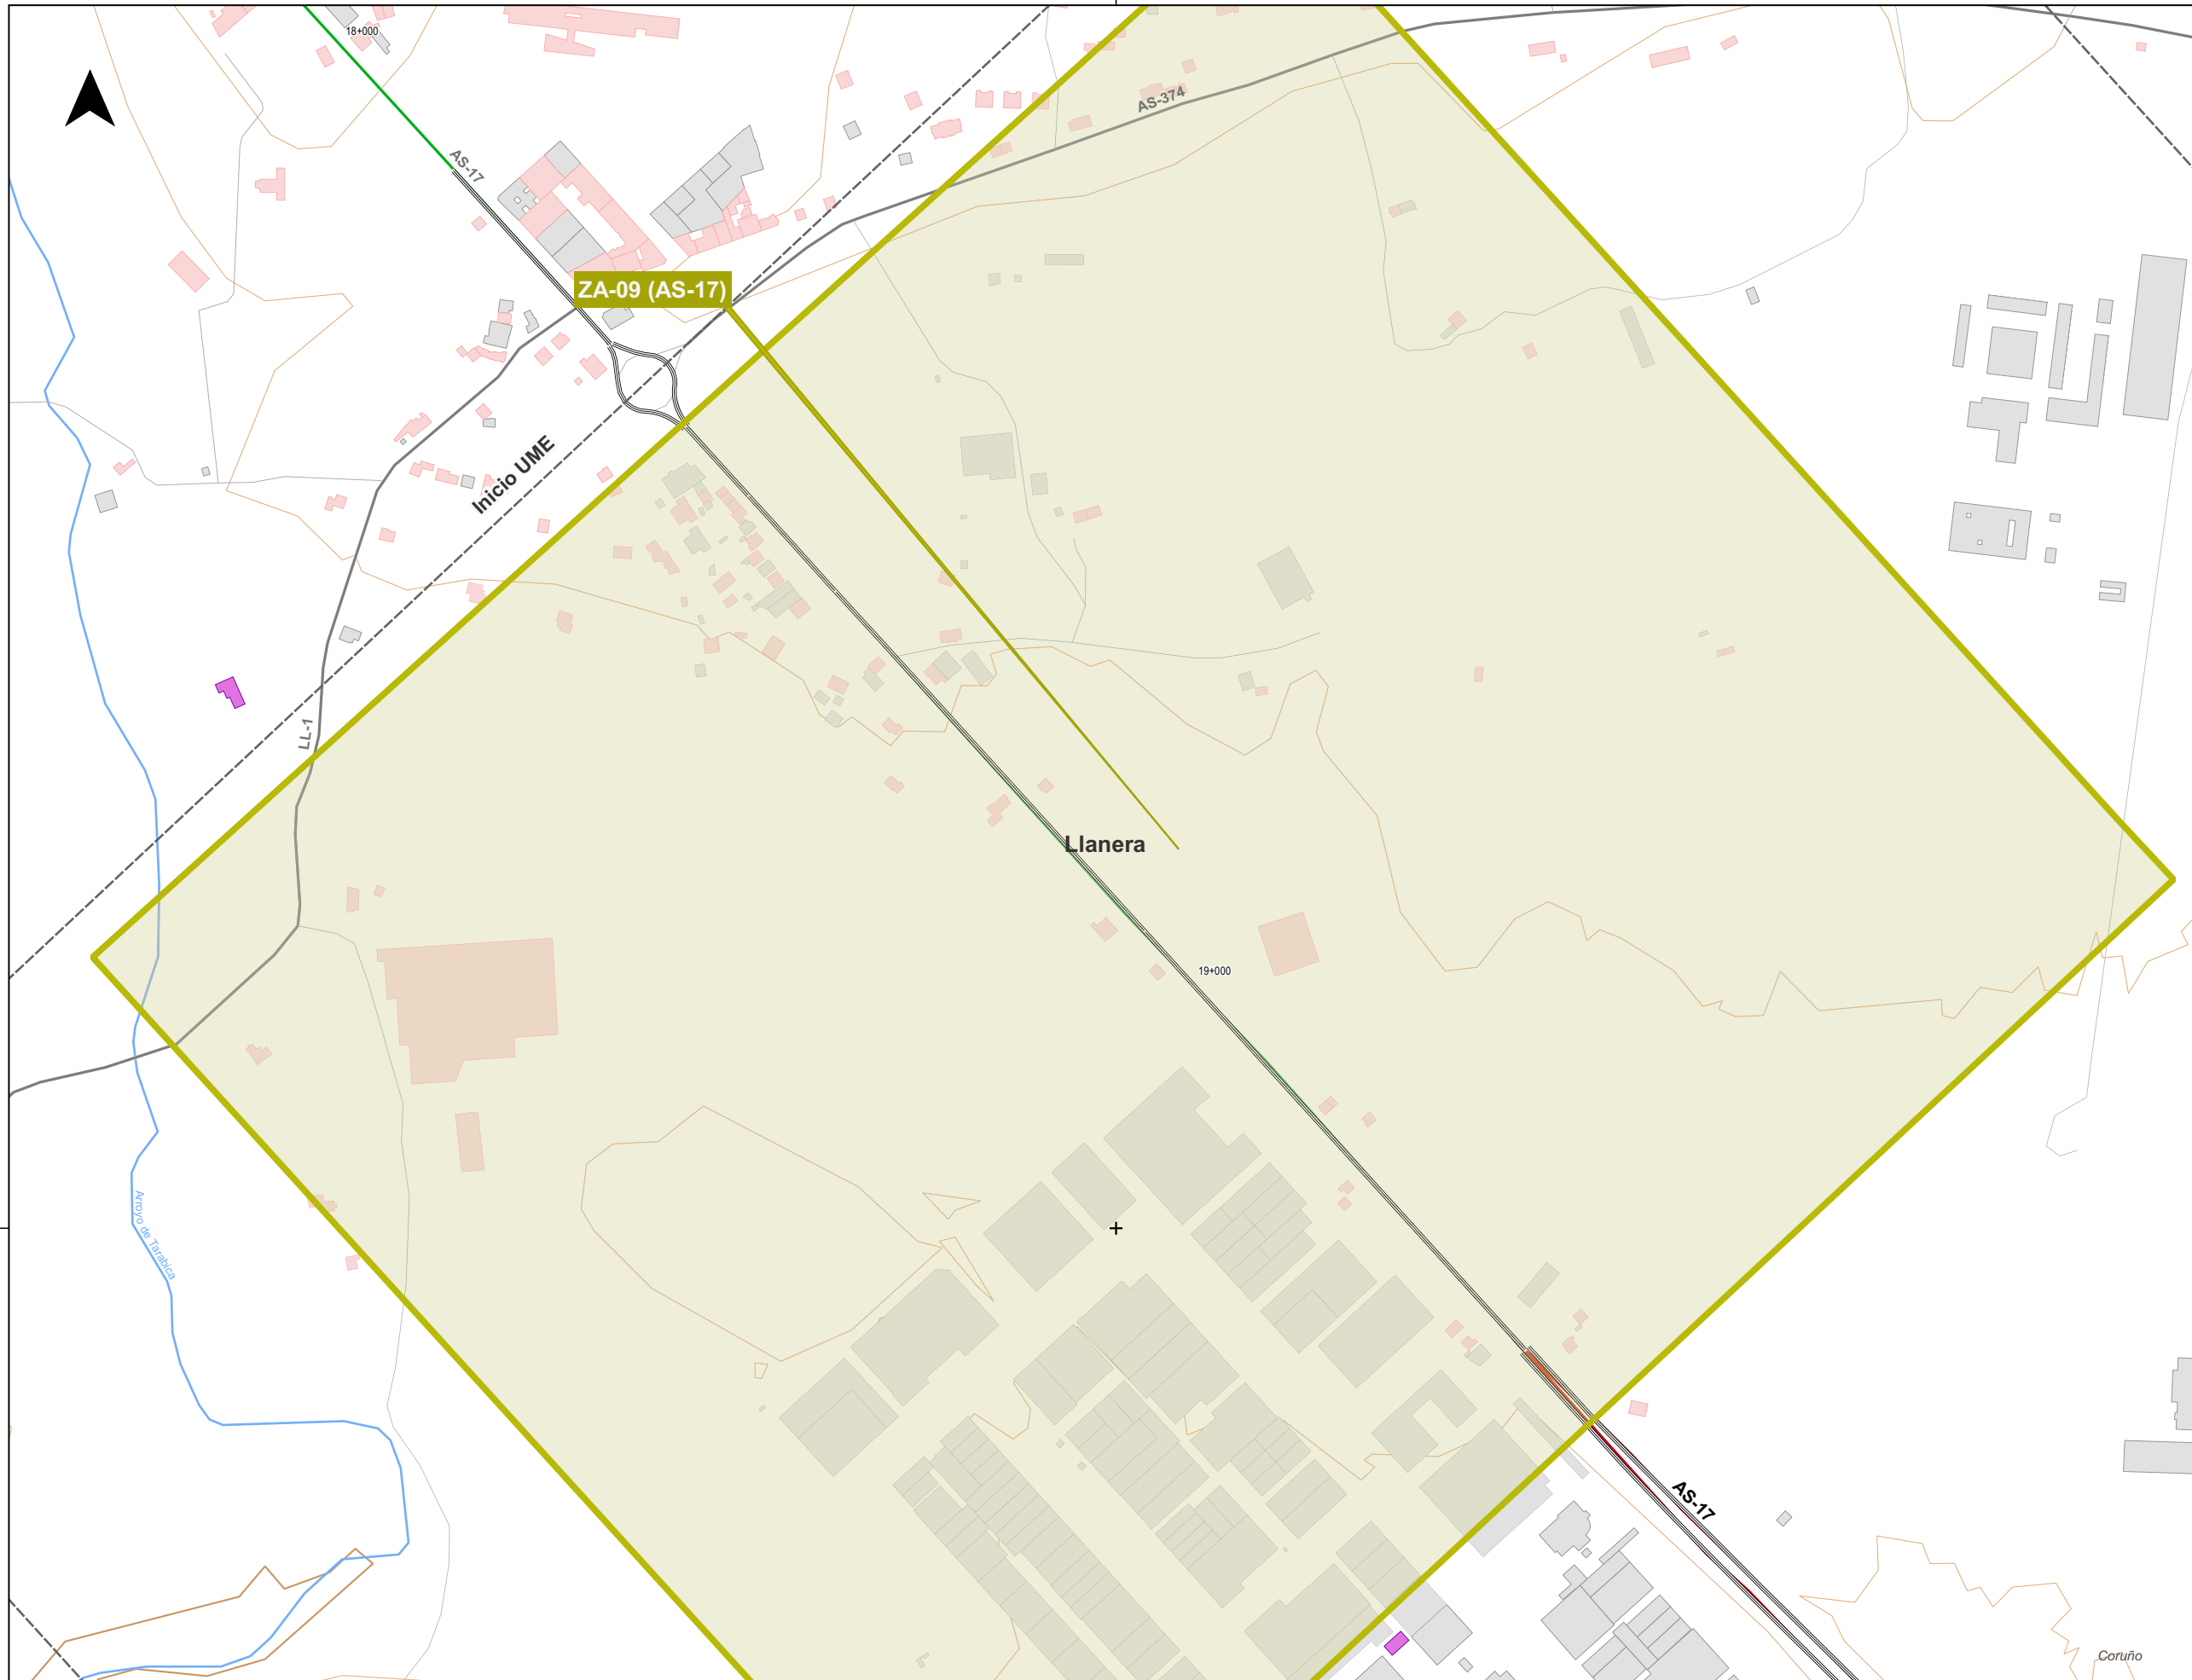 18+000
AS-374
AS-17
ZA-09 (AS-17)
Inicio UME
LL-1
Llanera
19+000
Arroyo de Tarabica
AS-17
Coruño